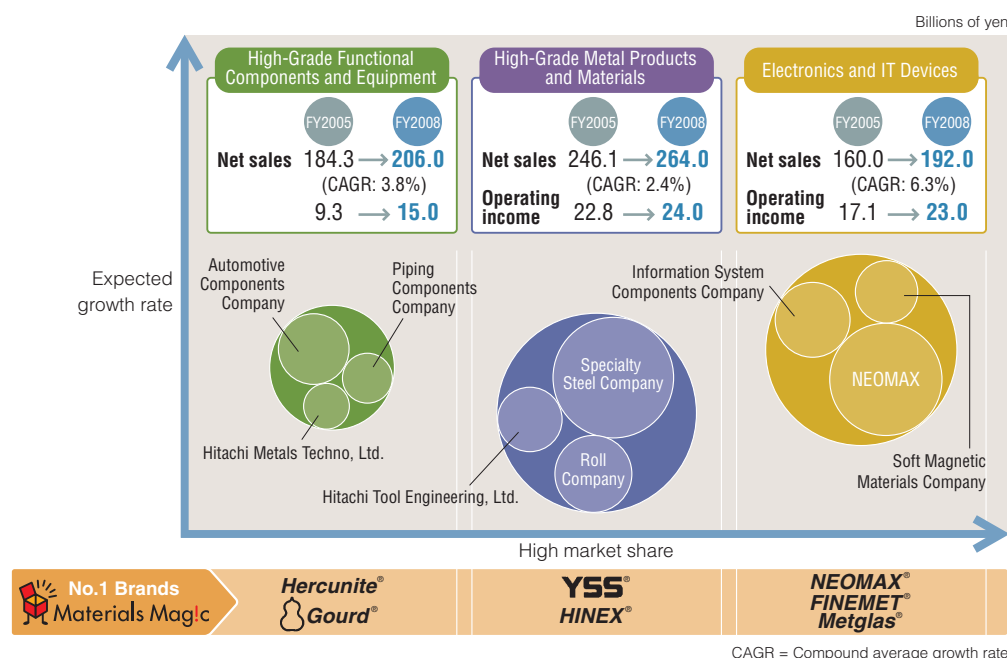 Billions of yen
High-Grade Functional
Components and Equipment
FY2005 FY2008
Net sales 184.3 → 206.0
(CAGR: 3.8%)
9.3 → 15.0
High-Grade Metal Products
and Materials
FY2005 FY2008
Net sales 246.1 → 264.0
(CAGR: 2.4%)
Operating
income 22.8 → 24.0
Electronics and IT Devices
FY2005 FY2008
Net sales 160.0 → 192.0
(CAGR: 6.3%)
Operating
income 17.1 → 23.0
Expected
growth rate
Automotive
Components
Company
Piping
Components
Company
Hitachi Metals Techno, Ltd.
Specialty
Steel Company
Roll
Company
Hitachi Tool Engineering, Ltd.
Information System
Components Company
NEOMAX
Soft Magnetic
Materials Company
High market share
No.1 Brands
Materials Mag!c
Hercunite®
Gourd®
YSS®
HINEX®
NEOMAX®
FINEMET®
Metglas®
CAGR = Compound average growth rate